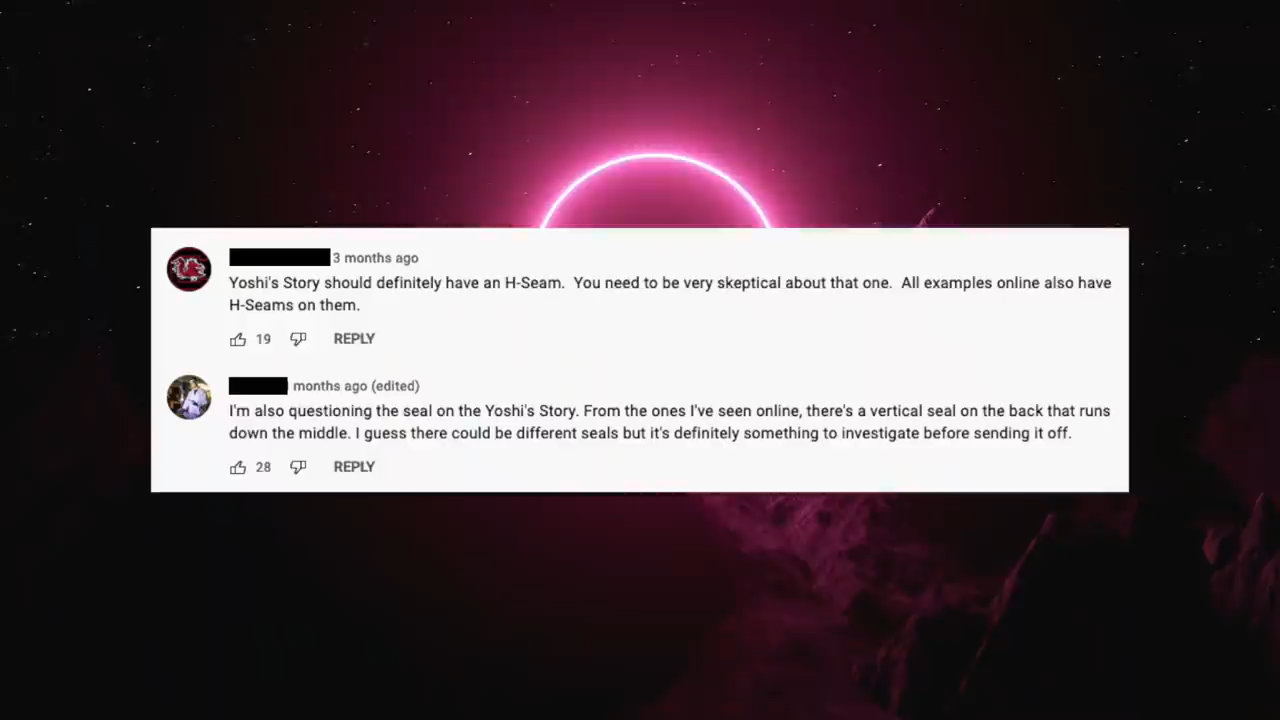 3 months ago
Yoshi's Story should definitely have an H-Seam. You need to be very skeptical about that one. All examples online also have
H-Seams on them.
19 REPLY
months ago (edited)
I'm also questioning the seal on the Yoshi's Story. From the ones I've seen online, there's a vertical seal on the back that runs
down the middle. I guess there could be different seals but it's definitely something to investigate before sending it off.
28 REPLY